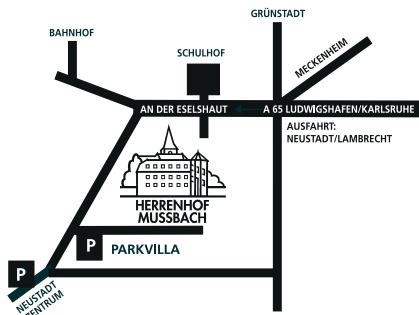 GRÜNSTADT
BAHNHOF
SCHULHOF
MECKENHEIM
AN DER ESELSHAUT
A 65 LUDWIGSHAFEN/KARLSRUHE
AUSFAHRT:
NEUSTADT/LAMBRECHT
HERRENHOF
MUSSBACH
P
PARKVILLA
P
NEUSTADT
ZENTRUM